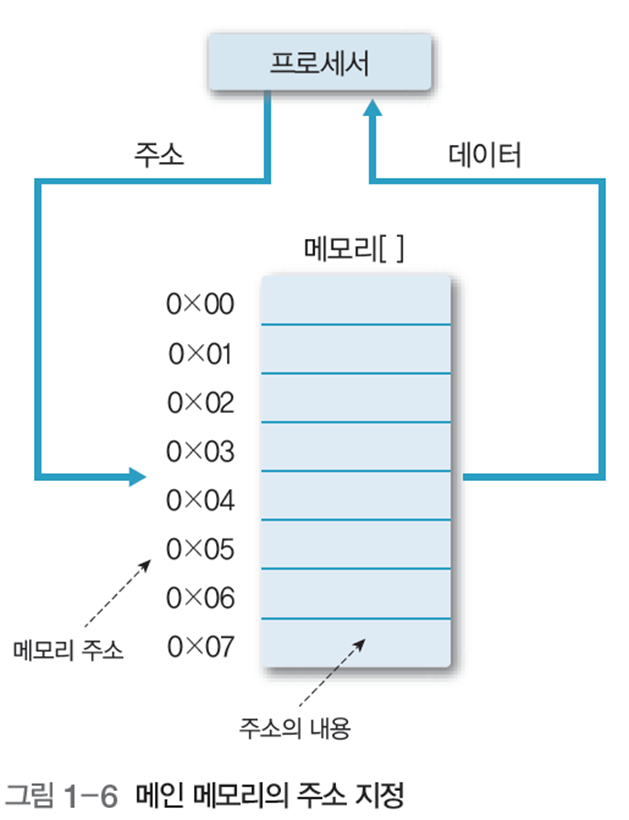 프로세서
주소
데이터
메모리[ ]
0×00
0×01
0×02
0×03
0×04
0×05
0×06
0×07
메모리 주소
주소의 내용
그림 1-6 메인 메모리의 주소 지정